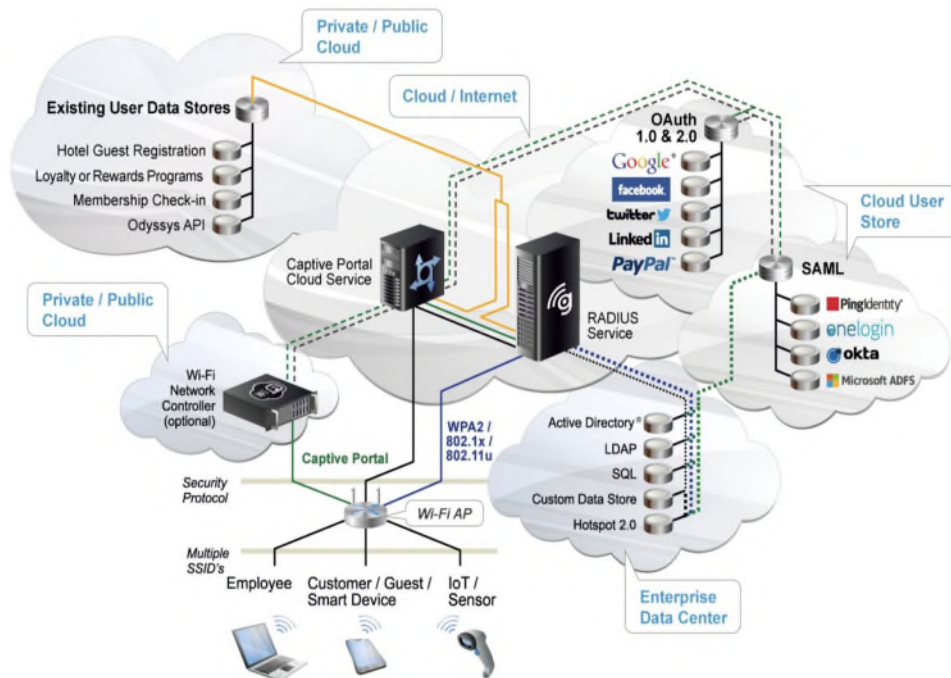 Private / Public
Cloud
Existing User Data Stores
Hotel Guest Registration
Loyalty or Rewards Programs
Membership Check-in
Odyssys API
Cloud / Internet
OAuth
1.0 & 2.0
Google
facebook
twitter
Linked in
PayPal
Cloud User
Store
SAML
PingIdentity
onelogin
okta
Microsoft ADFS
Captive Portal
Cloud Service
RADIUS
Service
Private / Public
Cloud
Wi-Fi
Network
Controller
(optional)
Captive Portal
WPA2 /
802.1x /
802.11u
Active Directory®
LDAP
SQL
Custom Data Store
Hotspot 2.0
Enterprise
Data Center
Security
Protocol
Wi-Fi AP
Multiple
SSID's
Employee
Customer / Guest /
Smart Device
IoT /
Sensor